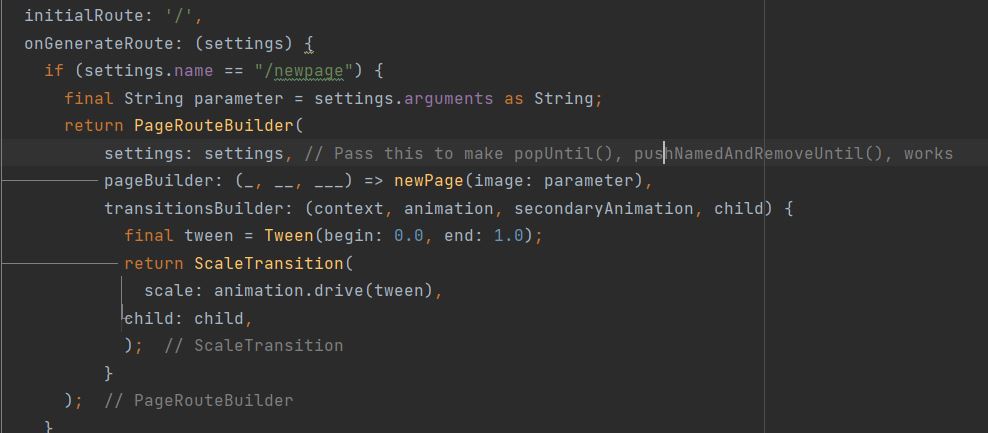 initialRoute: '/',
onGenerateRoute: (settings) {
if (settings.name == "/newpage") {
final String parameter = settings.arguments as String;
return PageRouteBuilder(
settings: settings, // Pass this to make popUntil(), pushNamedAndRemoveUntil(), works
pageBuilder: (_, __, ___) => newPage(image: parameter),
transitionsBuilder: (context, animation, secondaryAnimation, child) {
final tween = Tween(begin: 0.0, end: 1.0);
return ScaleTransition(
scale: animation.drive(tween),
child: child,
); // ScaleTransition
}
); // PageRouteBuilder
}